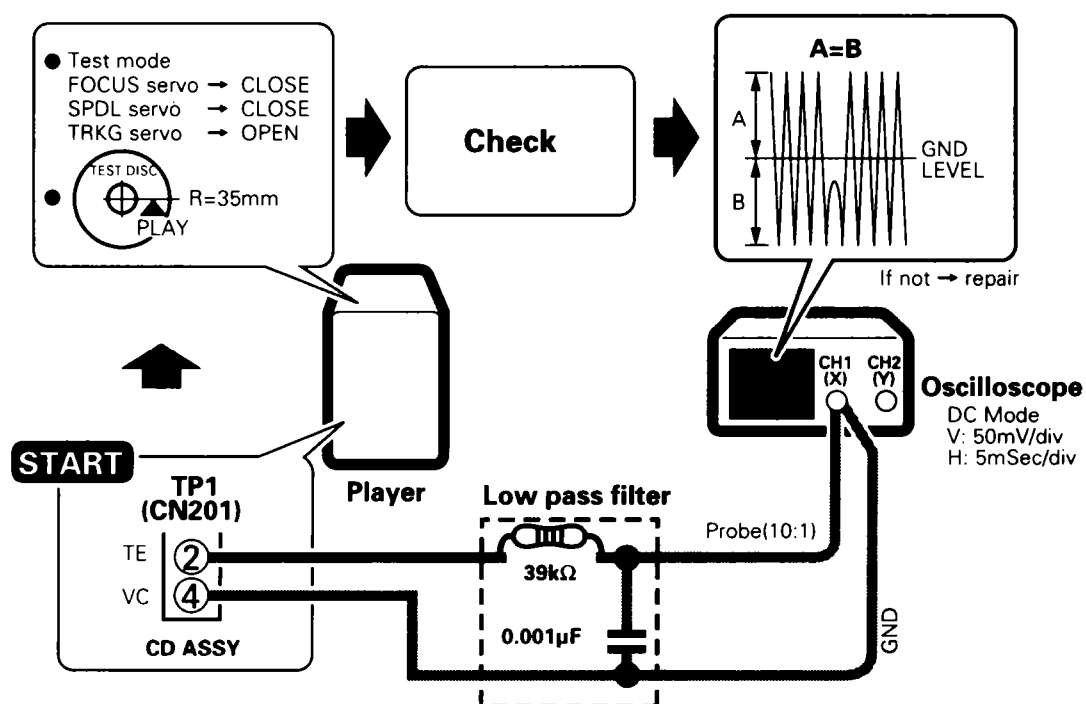 ● Test mode
FOCUS servo → CLOSE
SPDL servo → CLOSE
TRKG servo → OPEN
TEST DISC
● R=35mm
PLAY
Check
A=B
A
GND
LEVEL
B
If not → repair
CH1
(X)
CH2
(Y)
Oscilloscope
DC Mode
V: 50mV/div
H: 5mSec/div
START
Player
TP1
(CN201)
TE
2
VC
4
CD ASSY
Low pass filter
39kΩ
0.001μF
Probe(10:1)
GND